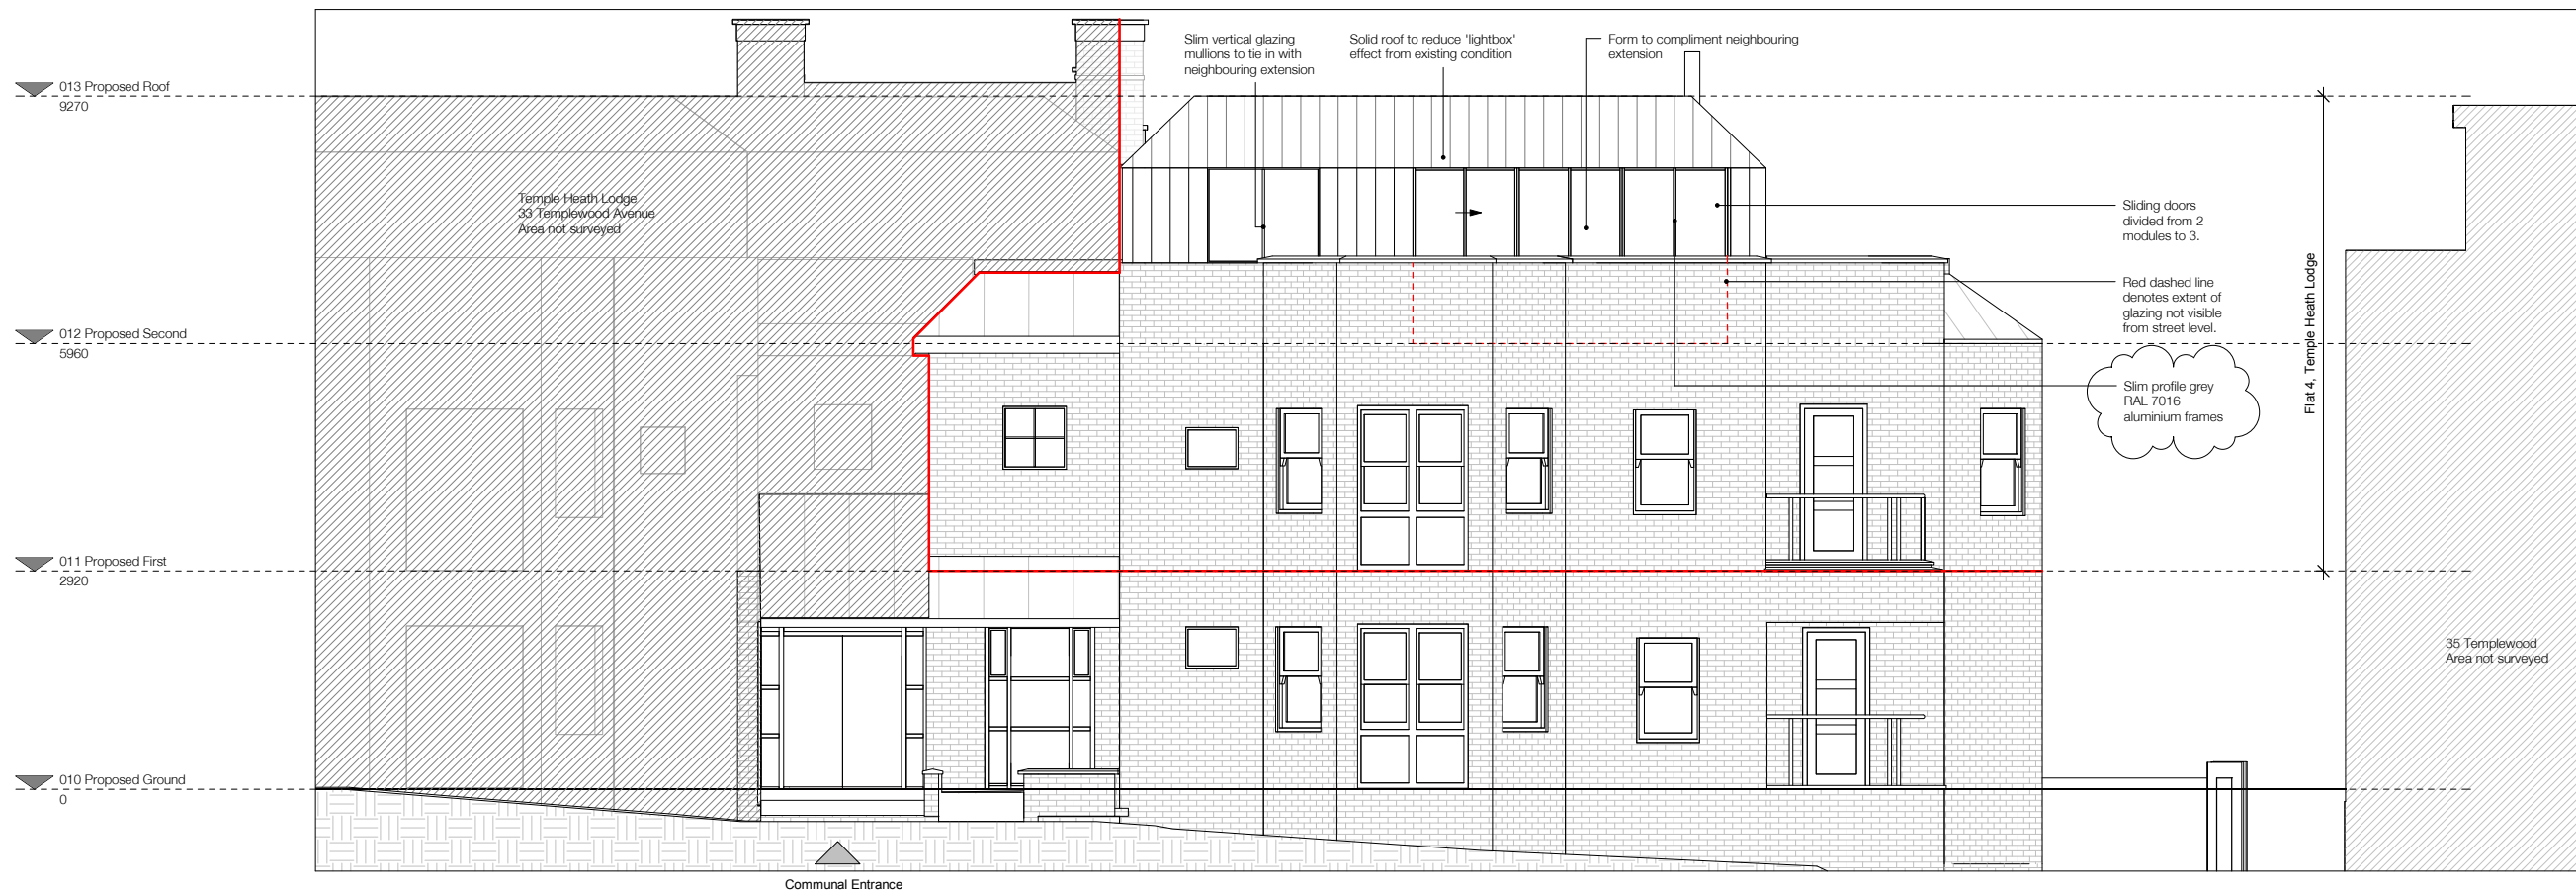 Slim vertical glazing
mullions to tie in with
neighbouring extension
Solid roof to reduce 'lightbox'
effect from existing condition
Form to compliment neighbouring
extension
013 Proposed Roof
9270
Temple Heath Lodge
33 Templewood Avenue
Area not surveyed
Sliding doors
divided from 2
modules to 3.
Red dashed line
denotes extent of
glazing not visible
from street level.
012 Proposed Second
5960
Slim profile grey
RAL 7016
aluminium frames
Flat 4, Temple Heath Lodge
011 Proposed First
2920
35 Templewood
Area not surveyed
010 Proposed Ground
0
Communal Entrance